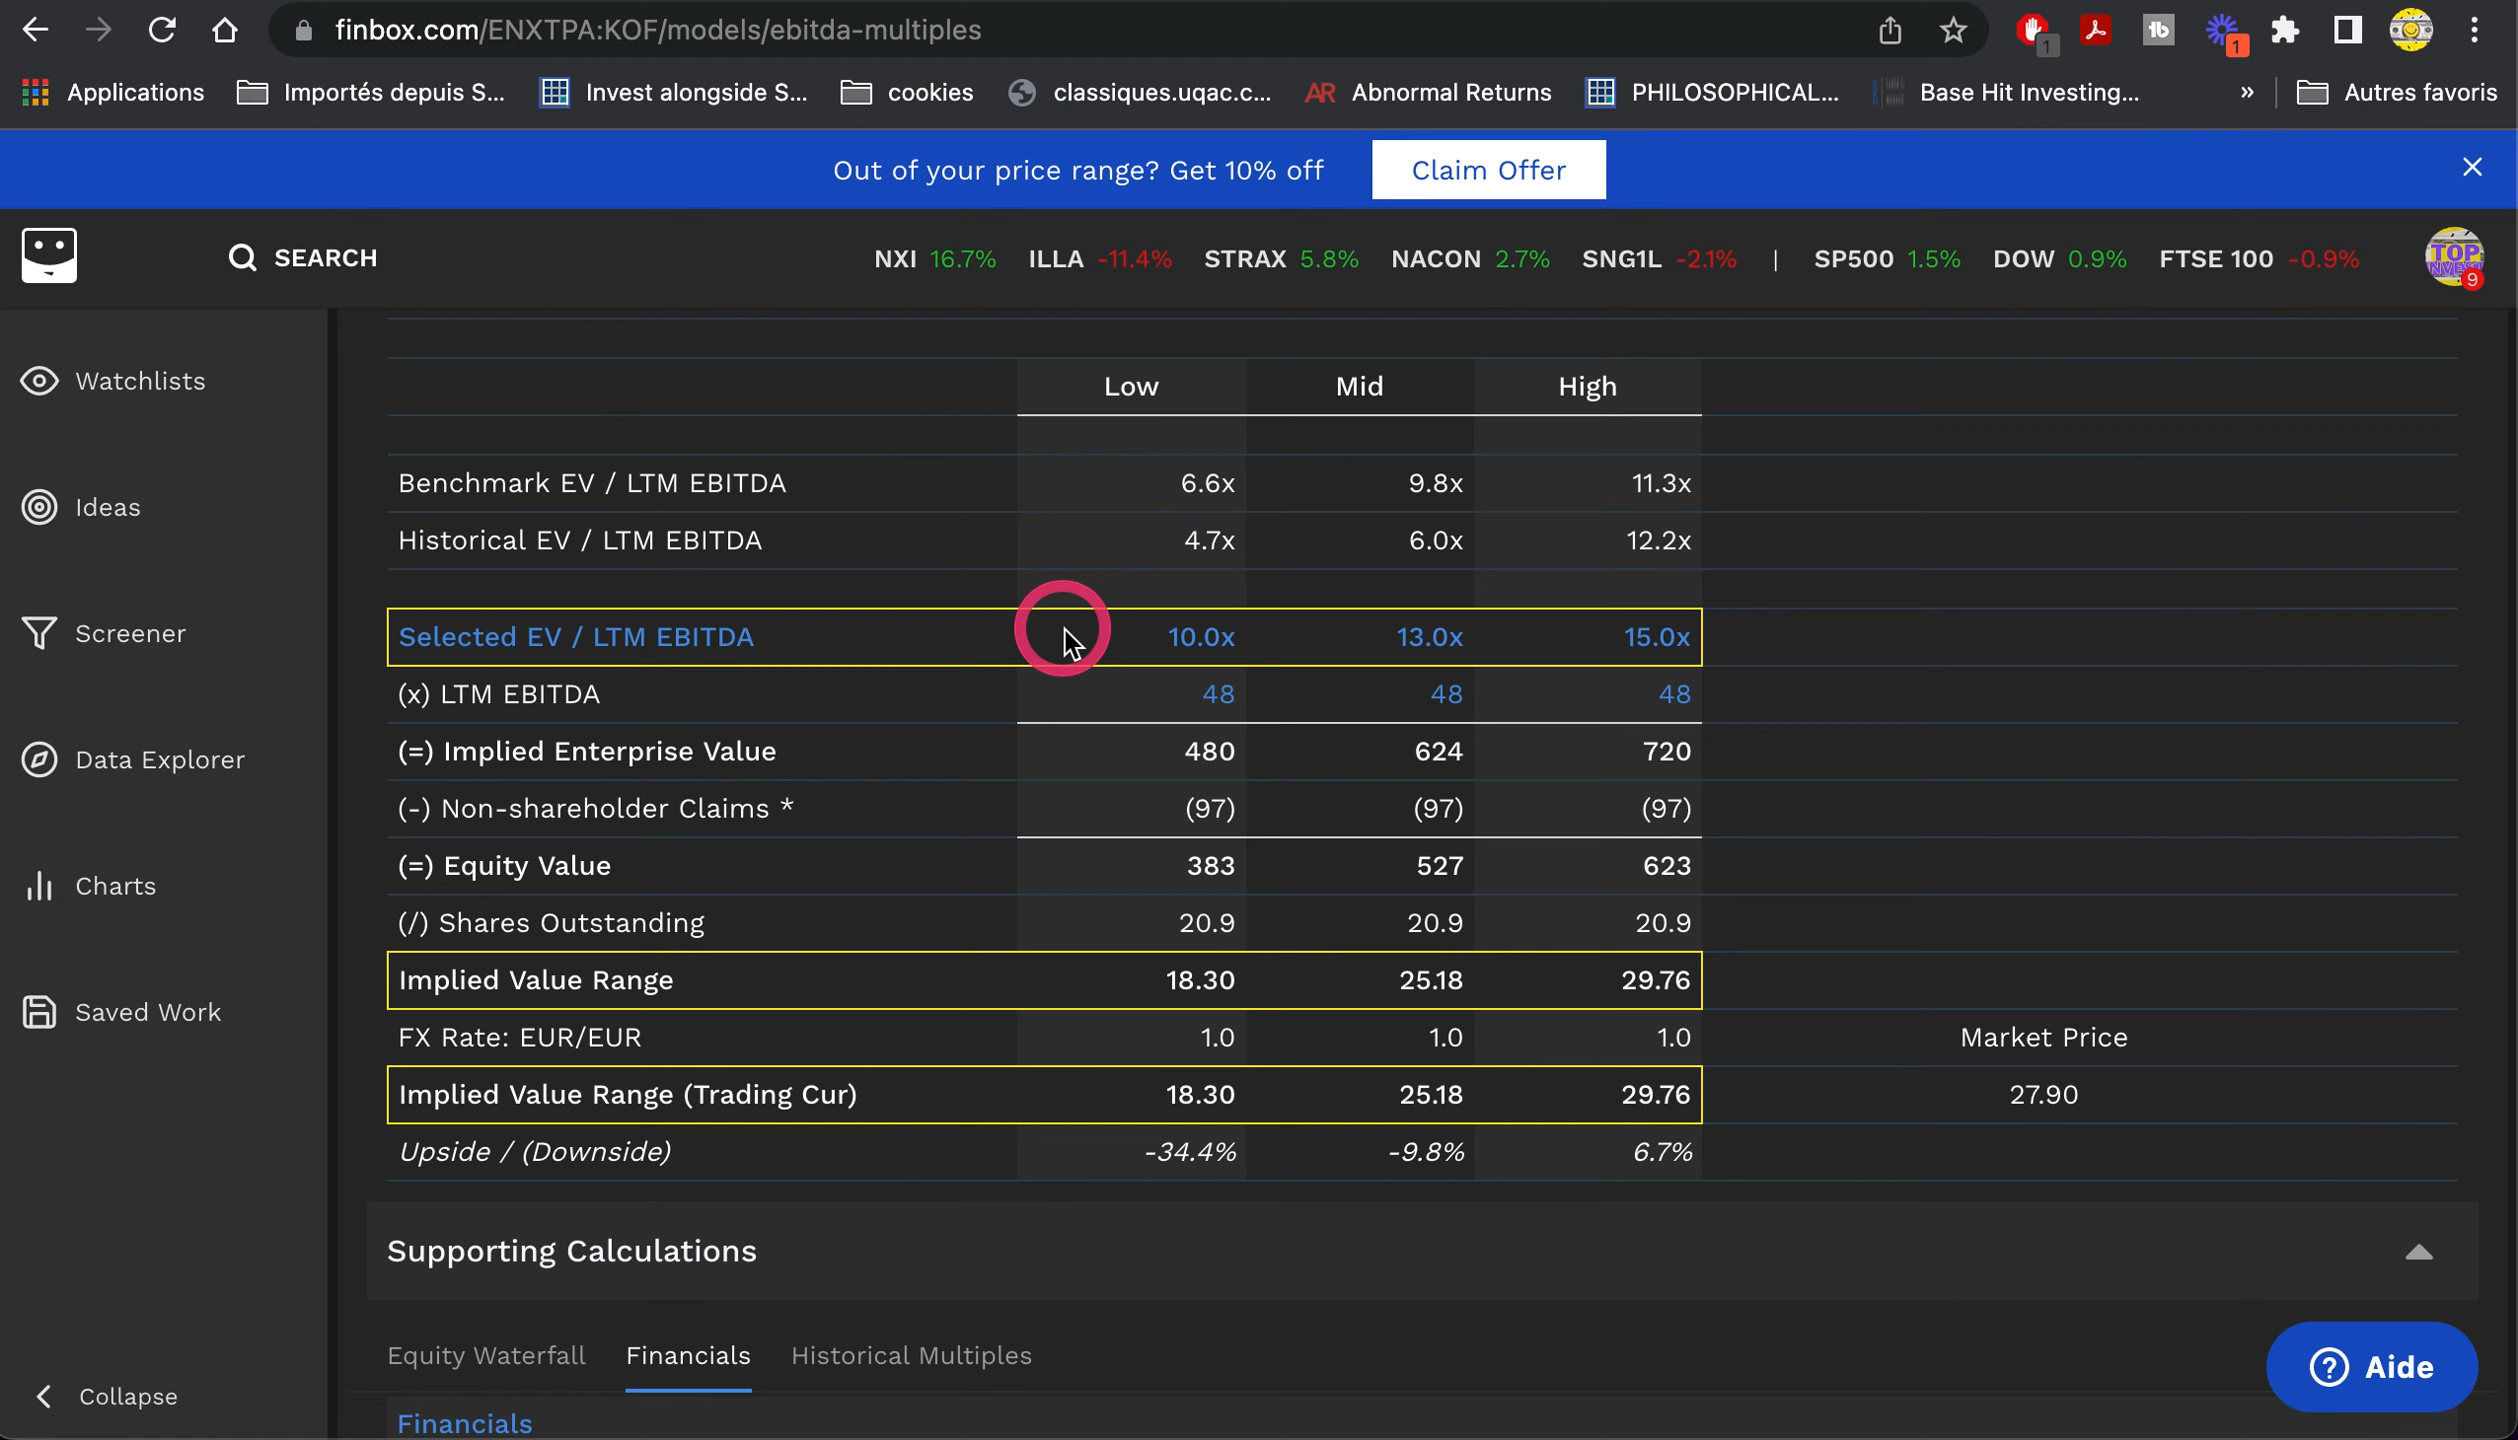 finbox.com/ENXTPA:KOF/models/ebitda-multiples
1
1
Applications Importés depuis S... Invest alongside S... cookies classiques.uqac.c... AR Abnormal Returns PHILOSOPHICAL... Base Hit Investing... » Autres favoris
Out of your price range? Get 10% off Claim Offer
SEARCH NXI 16.7% ILLA -11.4% STRAX 5.8% NACON 2.7% SNG1L -2.1% | SP500 1.5% DOW 0.9% FTSE 100 -0.9%
TOP
INVEST
9
Watchlists
Ideas
Screener
Data Explorer
Charts
Saved Work
Collapse
Low Mid High
Benchmark EV / LTM EBITDA 6.6x 9.8x 11.3x
Historical EV / LTM EBITDA 4.7x 6.0x 12.2x
Selected EV / LTM EBITDA 10.0x 13.0x 15.0x
(x) LTM EBITDA 48 48 48
(=) Implied Enterprise Value 480 624 720
(-) Non-shareholder Claims * (97) (97) (97)
(=) Equity Value 383 527 623
(/) Shares Outstanding 20.9 20.9 20.9
Implied Value Range 18.30 25.18 29.76
FX Rate: EUR/EUR 1.0 1.0 1.0 Market Price
Implied Value Range (Trading Cur) 18.30 25.18 29.76 27.90
Upside / (Downside) -34.4% -9.8% 6.7%
Supporting Calculations
Equity Waterfall Financials Historical Multiples
Financials
Aide